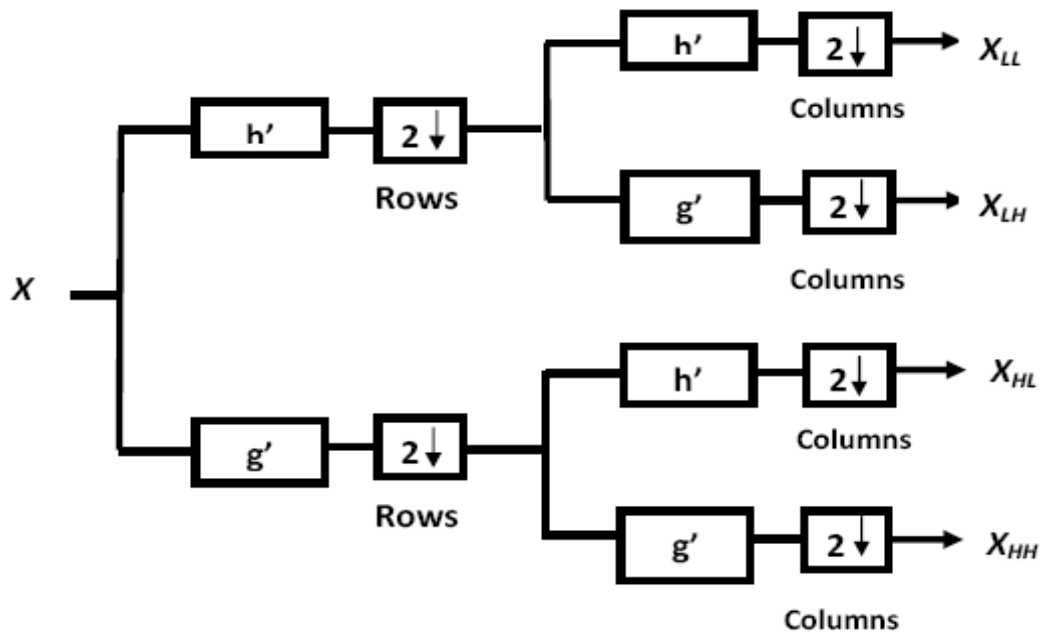 h’ 2↓ X_LL
Columns
h’ 2↓
Rows
g’ 2↓ X_LH
Columns
X
h’ 2↓ X_HL
Columns
g’ 2↓
Rows
g’ 2↓ X_HH
Columns